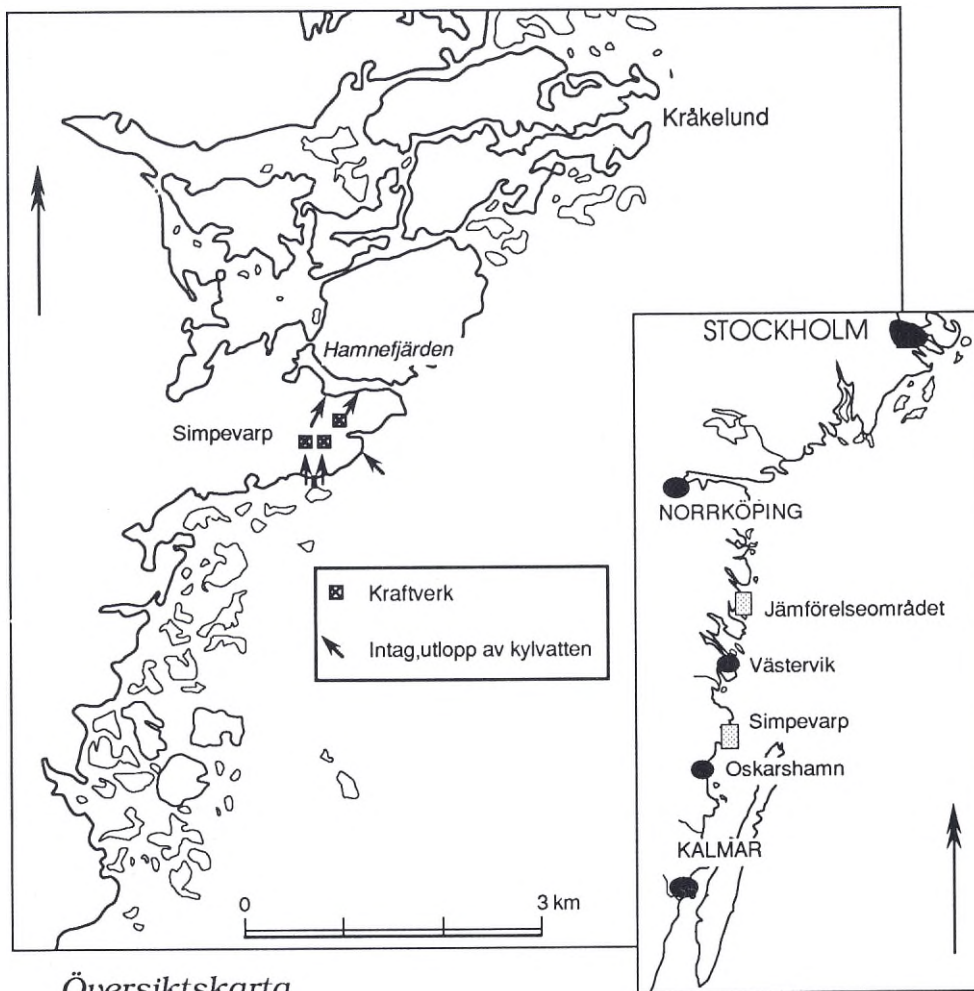 Kråkelund
Hamnefjärden
Simpevarp
Kraftverk
Intag,utlopp av kylvatten
0 3 km
STOCKHOLM
NORRKÖPING
Jämförelseområdet
Västervik
Simpevarp
Oskarshamn
KALMAR
Översiktskarta